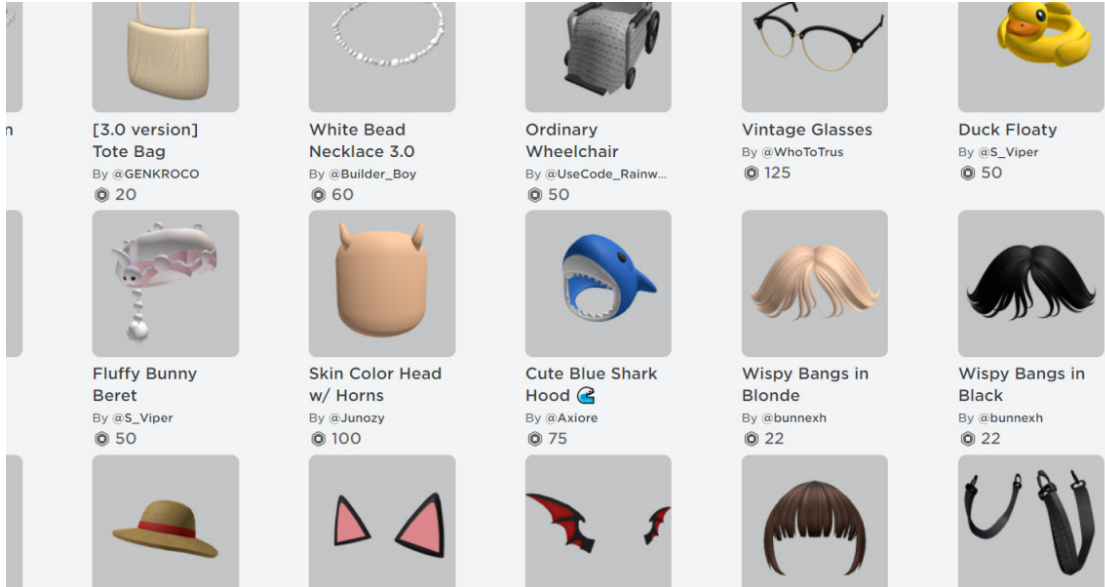 n
[3.0 version]
Tote Bag
By @GENKROCO
20
White Bead
Necklace 3.0
By @Builder_Boy
60
Ordinary
Wheelchair
By @UseCode_Rainw...
50
Vintage Glasses
By @WhoToTrus
125
Duck Floaty
By @S_Viper
50
Fluffy Bunny
Beret
By @S_Viper
50
Skin Color Head
w/ Horns
By @Junozy
100
Cute Blue Shark
Hood 🌊
By @Axiore
75
Wispy Bangs in
Blonde
By @bunnexh
22
Wispy Bangs in
Black
By @bunnexh
22